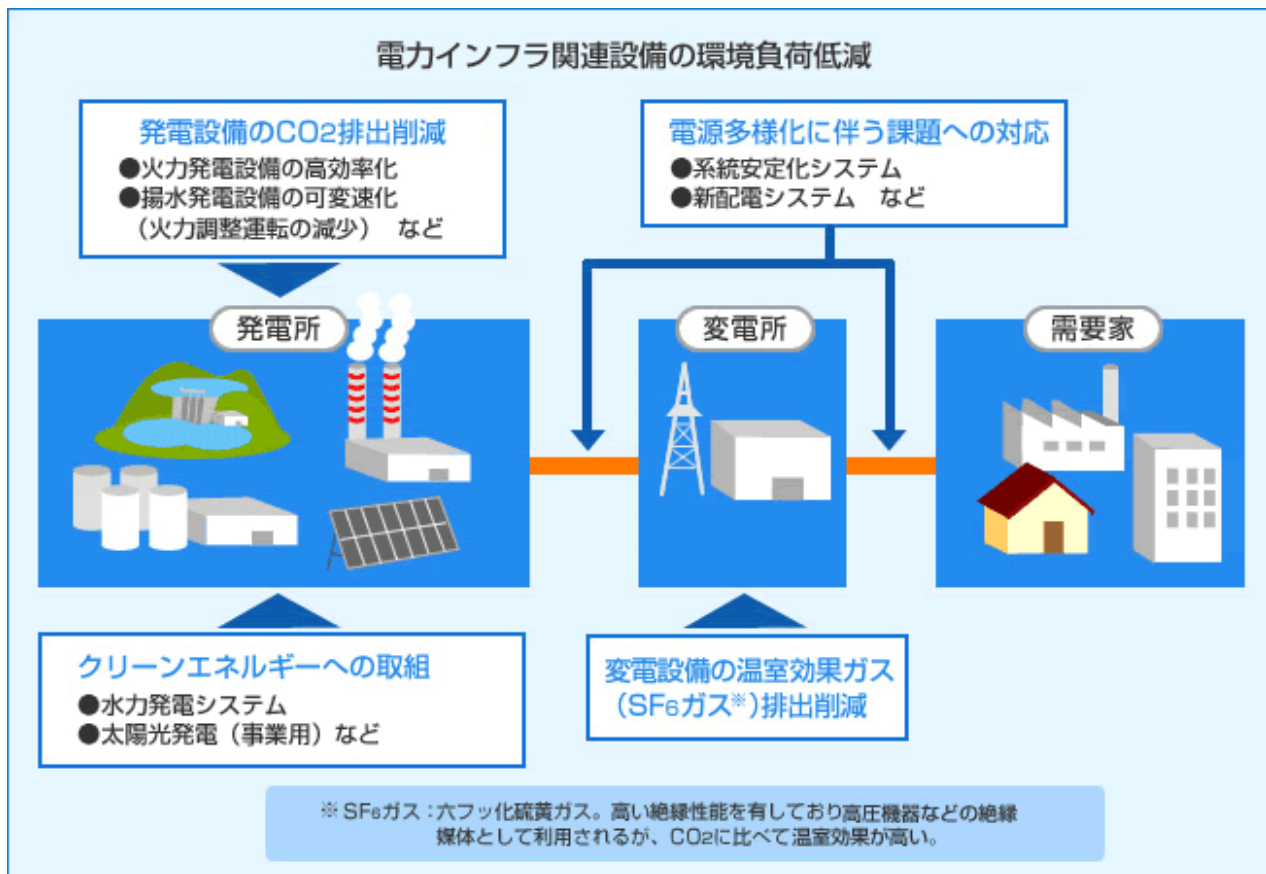 電力インフラ関連設備の環境負荷低減
発電設備のCO2排出削減
●火力発電設備の高効率化
●揚水発電設備の可変速化
（火力調整運転の減少）　など
電源多様化に伴う課題への対応
●系統安定化システム
●新配電システム　など
発電所
変電所
需要家
クリーンエネルギーへの取組
●水力発電システム
●太陽光発電（事業用）など
変電設備の温室効果ガス
（SF6ガス※）排出削減
※ SF6ガス：六フッ化硫黄ガス。高い絶縁性能を有しており高圧機器などの絶縁
媒体として利用されるが、CO2に比べて温室効果が高い。